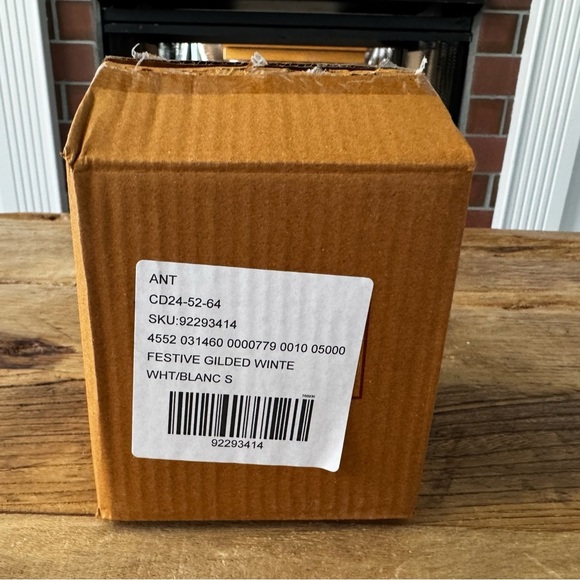 ANT
CD24-52-64
SKU:92293414
4552 031460 0000779 0010 05000
FESTIVE GILDED WINTE
WHT/BLANC S
92293414